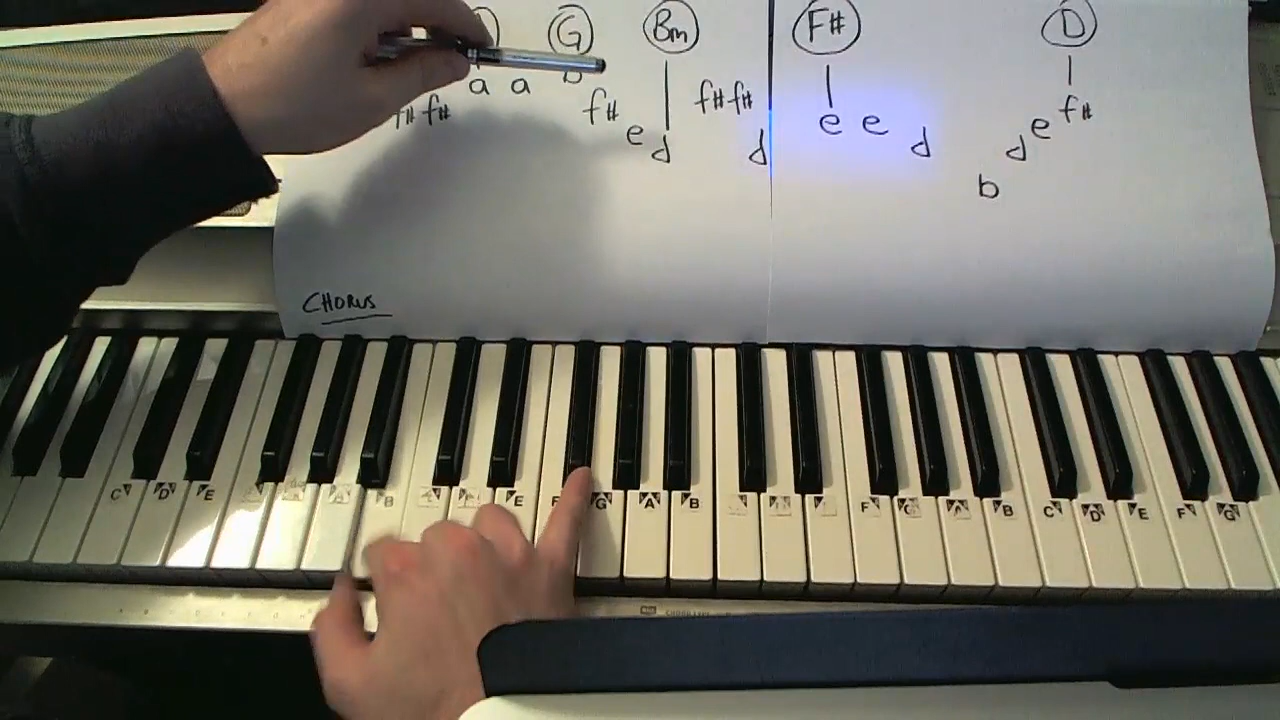 G Bm F# D
a a b f# e d f# f# d e e d b d e f#
f# f#
CHORUS
C D E A B E F G A B F G A B C D E F G